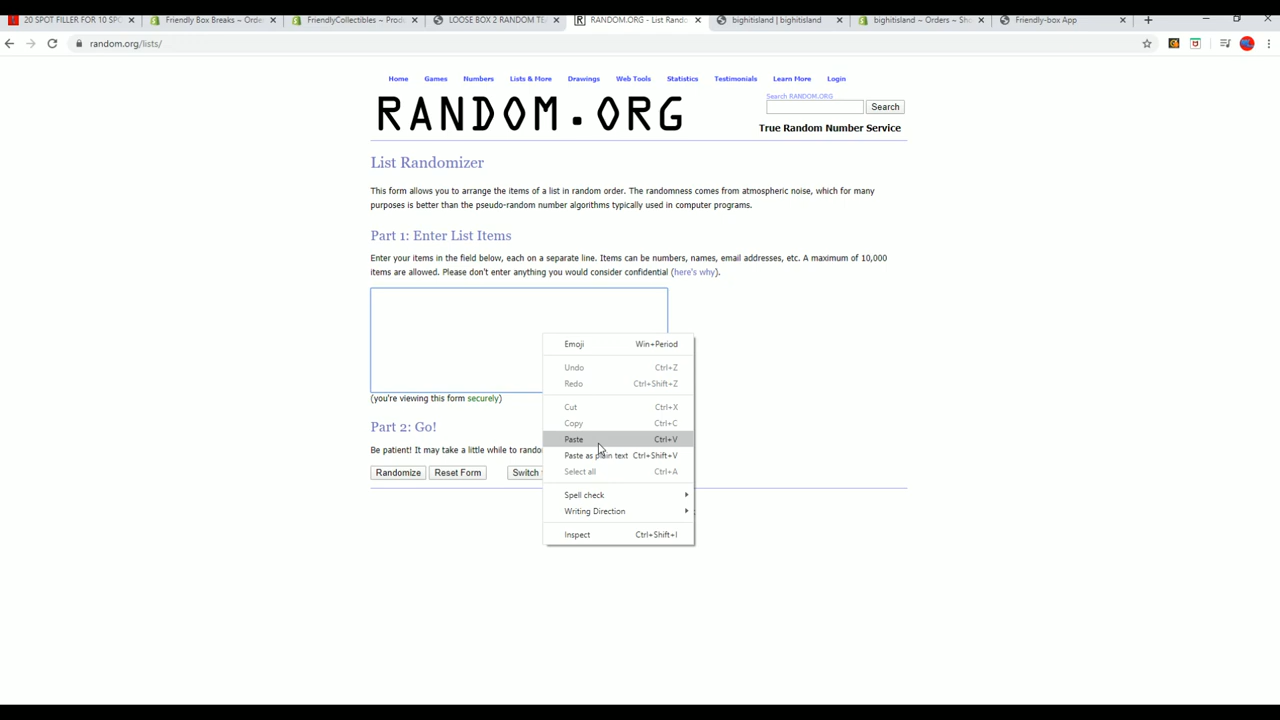 20 SPOT FILLER FOR 10 SPO
Friendly Box Breaks ~ Orde
FriendlyCollectibles ~ Prod
LOOSE BOX 2 RANDOM TE
RANDOM.ORG - List Rando
bighitisland | bighitisland
bighitisland ~ Orders ~ Sho
Friendly-box App
random.org/lists/
Home Games Numbers Lists & More Drawings Web Tools Statistics Testimonials Learn More Login
RANDOM.ORG
Search RANDOM.ORG
Search
True Random Number Service
List Randomizer
This form allows you to arrange the items of a list in random order. The randomness comes from atmospheric noise, which for many
purposes is better than the pseudo-random number algorithms typically used in computer programs.
Part 1: Enter List Items
Enter your items in the field below, each on a separate line. Items can be numbers, names, email addresses, etc. A maximum of 10,000
items are allowed. Please don't enter anything you would consider confidential (here's why).
(you're viewing this form securely)
Part 2: Go!
Be patient! It may take a little while to rando
Randomize Reset Form Switch
Emoji Win+Period
Undo Ctrl+Z
Redo Ctrl+Shift+Z
Cut Ctrl+X
Copy Ctrl+C
Paste Ctrl+V
Paste as plain text Ctrl+Shift+V
Select all Ctrl+A
Spell check
Writing Direction
Inspect Ctrl+Shift+I